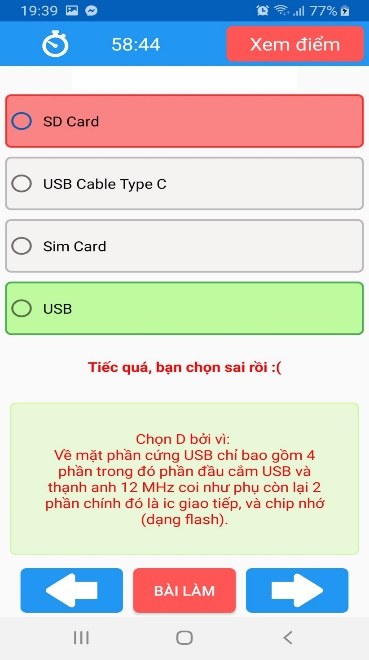 19:39 77%
58:44 Xem điểm
SD Card
USB Cable Type C
Sim Card
USB
Tiếc quá, bạn chọn sai rồi :(
Chọn D bởi vì:
Về mặt phần cứng USB chỉ bao gồm 4
phần trong đó phần đầu cắm USB và
thạnh anh 12 MHz coi như phụ còn lại 2
phần chính đó là ic giao tiếp, và chip nhớ
(dạng flash).
BÀI LÀM